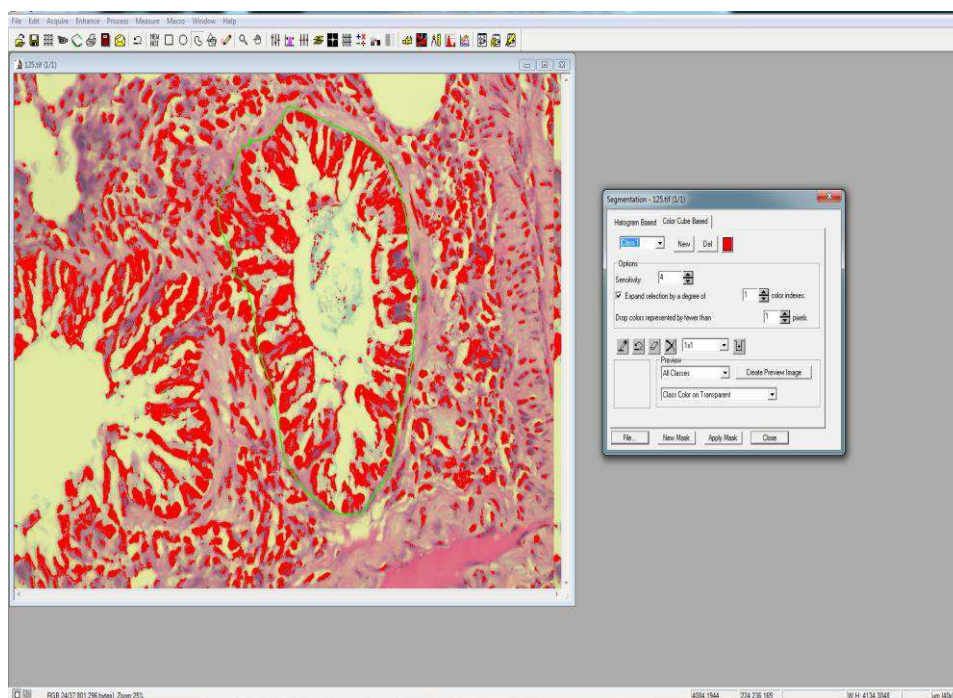 File Edit Acquire Enhance Process Measure Macro Window Help
125.tif (1/1)
Segmentation - 125.tif (1/1)
Histogram Based Color Cube Based
Class 1 New Del
Options
Sensitivity: 4
Expand selection by a degree of 1 color indexes.
Drop colors represented by fewer than 1 pixels.
1x1
Preview
All Classes Create Preview Image
Class Color on Transparent
File... New Mask Apply Mask Close
RGB 24(37,801,296 bytes), Zoom 25% 4084,1944 224,236,165 W,H: 4134,3048 um (40x)